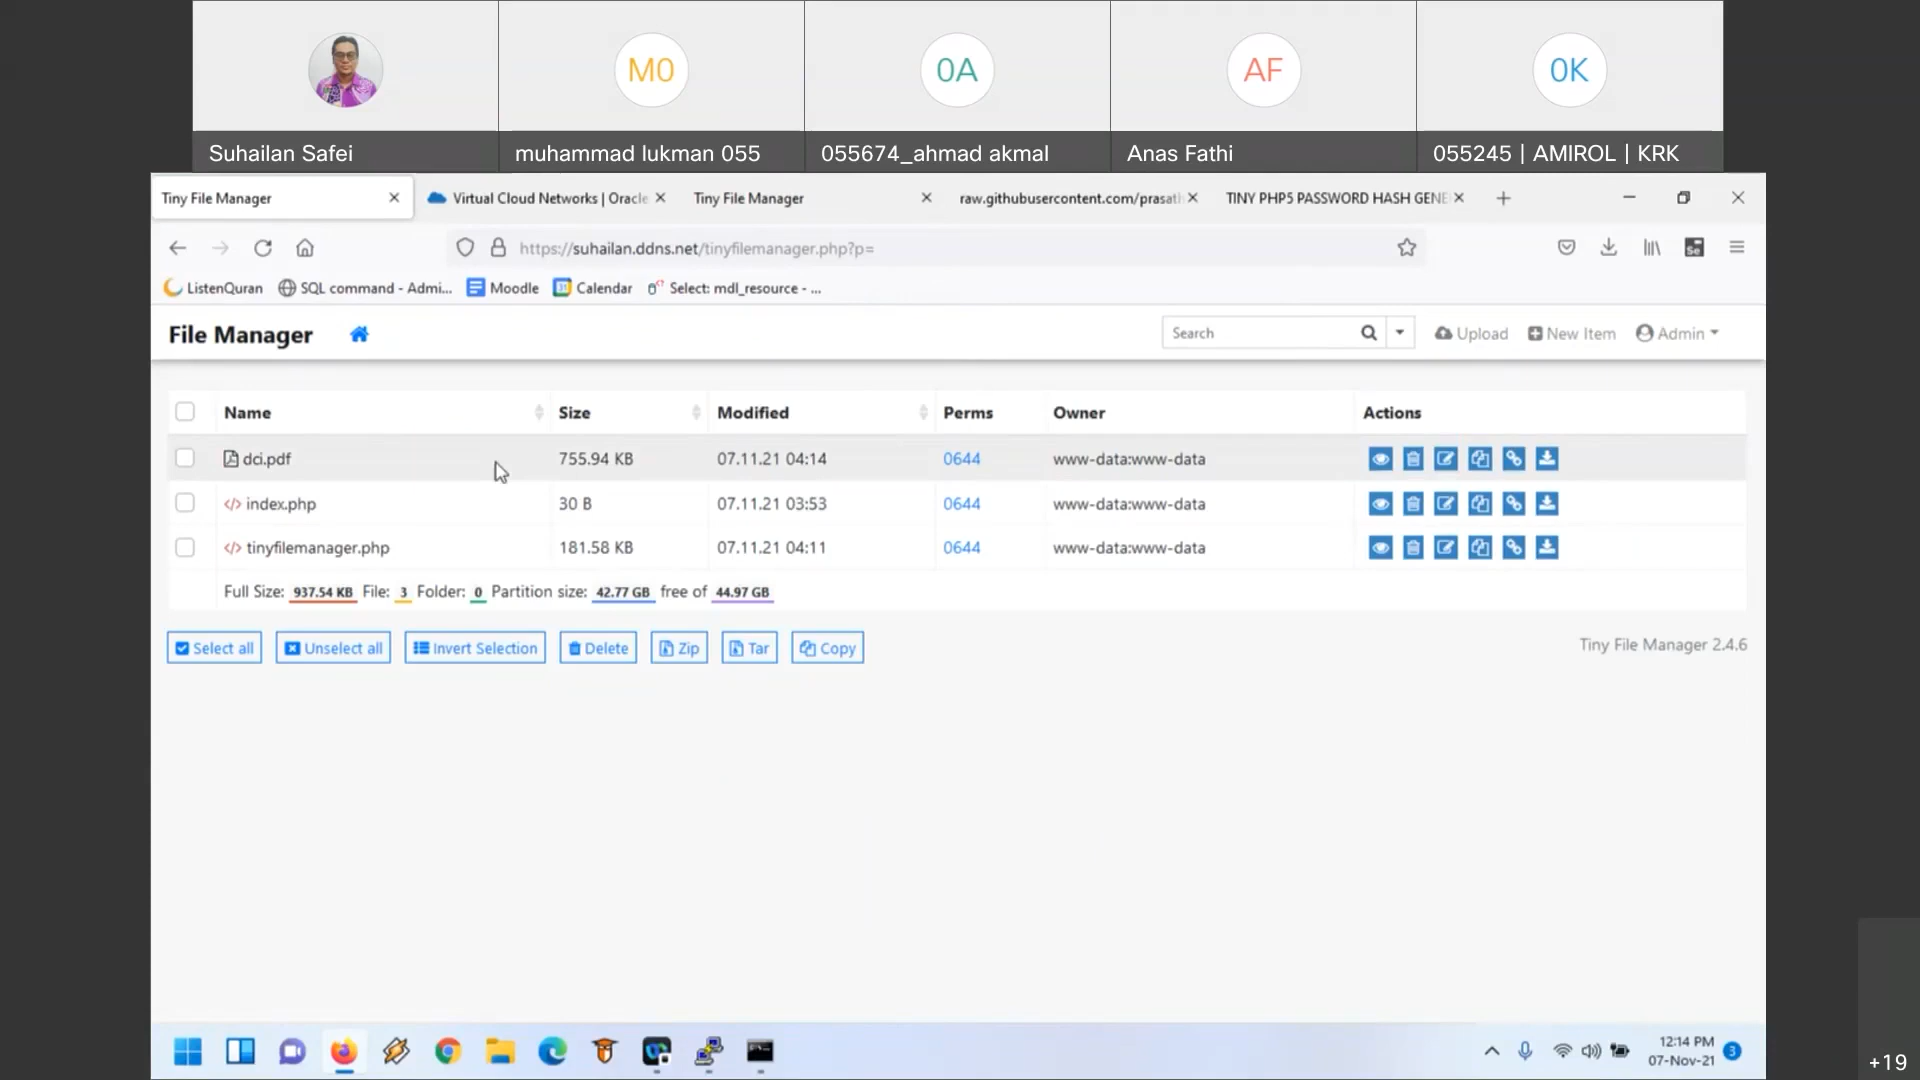 M0
0A
AF
0K
Suhailan Safei
muhammad lukman 055
055674_ahmad akmal
Anas Fathi
055245 | AMIROL | KRK
Tiny File Manager
Virtual Cloud Networks | Oracle
Tiny File Manager
raw.githubusercontent.com/prasath
TINY PHP5 PASSWORD HASH GENE
https://suhailan.ddns.net/tinyfilemanager.php?p=
ListenQuran
SQL command - Admi...
Moodle
Calendar
Select: mdl_resource - ...
File Manager
Search
Upload
New Item
Admin
Name Size Modified Perms Owner Actions
dci.pdf 755.94 KB 07.11.21 04:14 0644 www-data:www-data
index.php 30 B 07.11.21 03:53 0644 www-data:www-data
tinyfilemanager.php 181.58 KB 07.11.21 04:11 0644 www-data:www-data
Full Size: 937.54 KB File: 3 Folder: 0 Partition size: 42.77 GB free of 44.97 GB
Select all
Unselect all
Invert Selection
Delete
Zip
Tar
Copy
Tiny File Manager 2.4.6
12:14 PM
07-Nov-21
3
+19